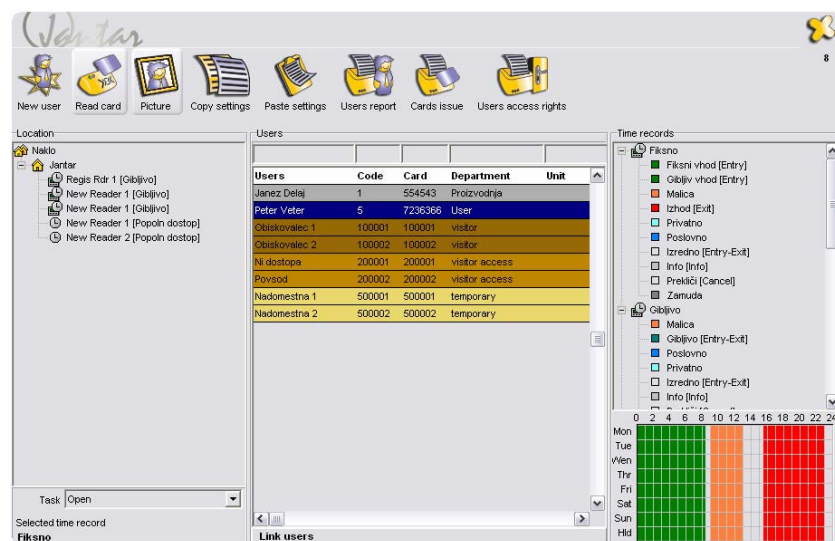 Jantar
8
New user Read card Picture Copy settings Paste settings Users report Cards issue Users access rights
Location
Naklo
Jantar
Regis Rdr 1 [Gibljivo]
New Reader 1 [Gibljivo]
New Reader 1 [Gibljivo]
New Reader 1 [Popoln dostop]
New Reader 2 [Popoln dostop]
Task Open
Selected time record
Fiksno
Users
Users Code Card Department Unit
Janez Delaj 1 554543 Proizvodnja
Peter Veter 5 7236366 User
Obiskovalec 1 100001 100001 visitor
Obiskovalec 2 100002 100002 visitor
Ni dostopa 200001 200001 visitor access
Povsod 200002 200002 visitor access
Nadomestna 1 500001 500001 temporary
Nadomestna 2 500002 500002 temporary
Link users
Time records
Fiksno
Fiksni vhod [Entry]
Gibljiv vhod [Entry]
Malica
Izhod [Exit]
Privatno
Poslovno
Izredno [Entry-Exit]
Info [Info]
Prekliči [Cancel]
Zamuda
Gibljivo
Malica
Gibljivo [Entry-Exit]
Poslovno
Privatno
Izredno [Entry-Exit]
Info [Info]
0 2 4 6 8 10 12 14 16 18 20 22 24
Mon
Tue
Wen
Thr
Fri
Sat
Sun
Hld